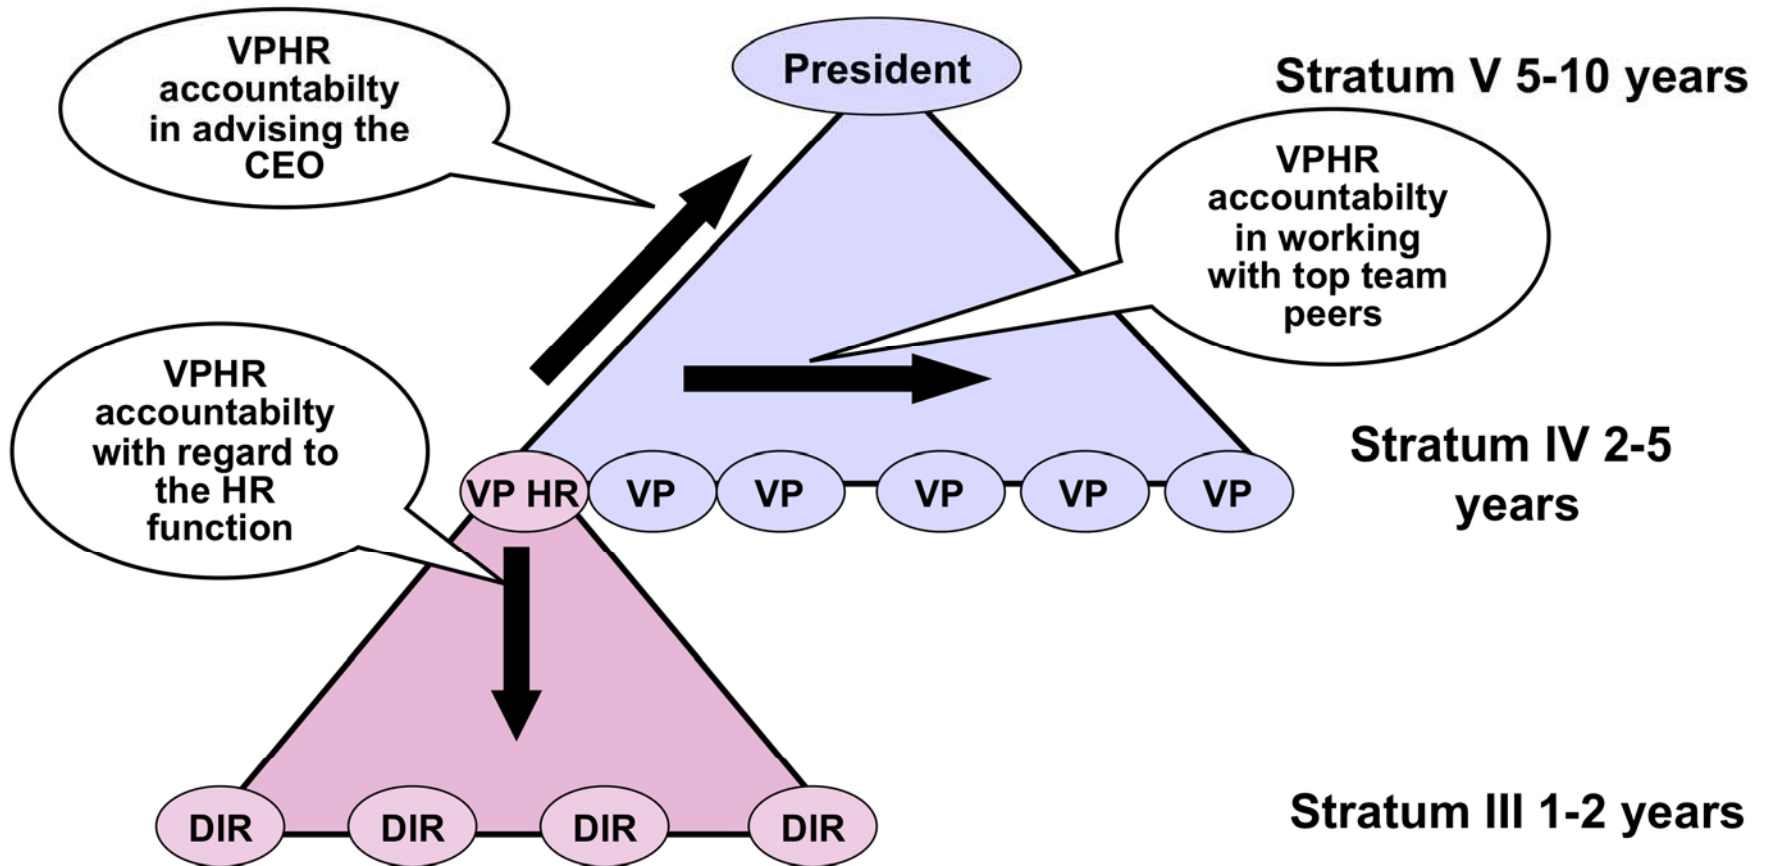 VPHR
accountabilty
in advising the
CEO
President
Stratum V 5-10 years
VPHR
accountabilty
in working
with top team
peers
VPHR
accountabilty
with regard to
the HR
function
VP HR
VP
VP
VP
VP
VP
Stratum IV 2-5
years
DIR
DIR
DIR
DIR
Stratum III 1-2 years